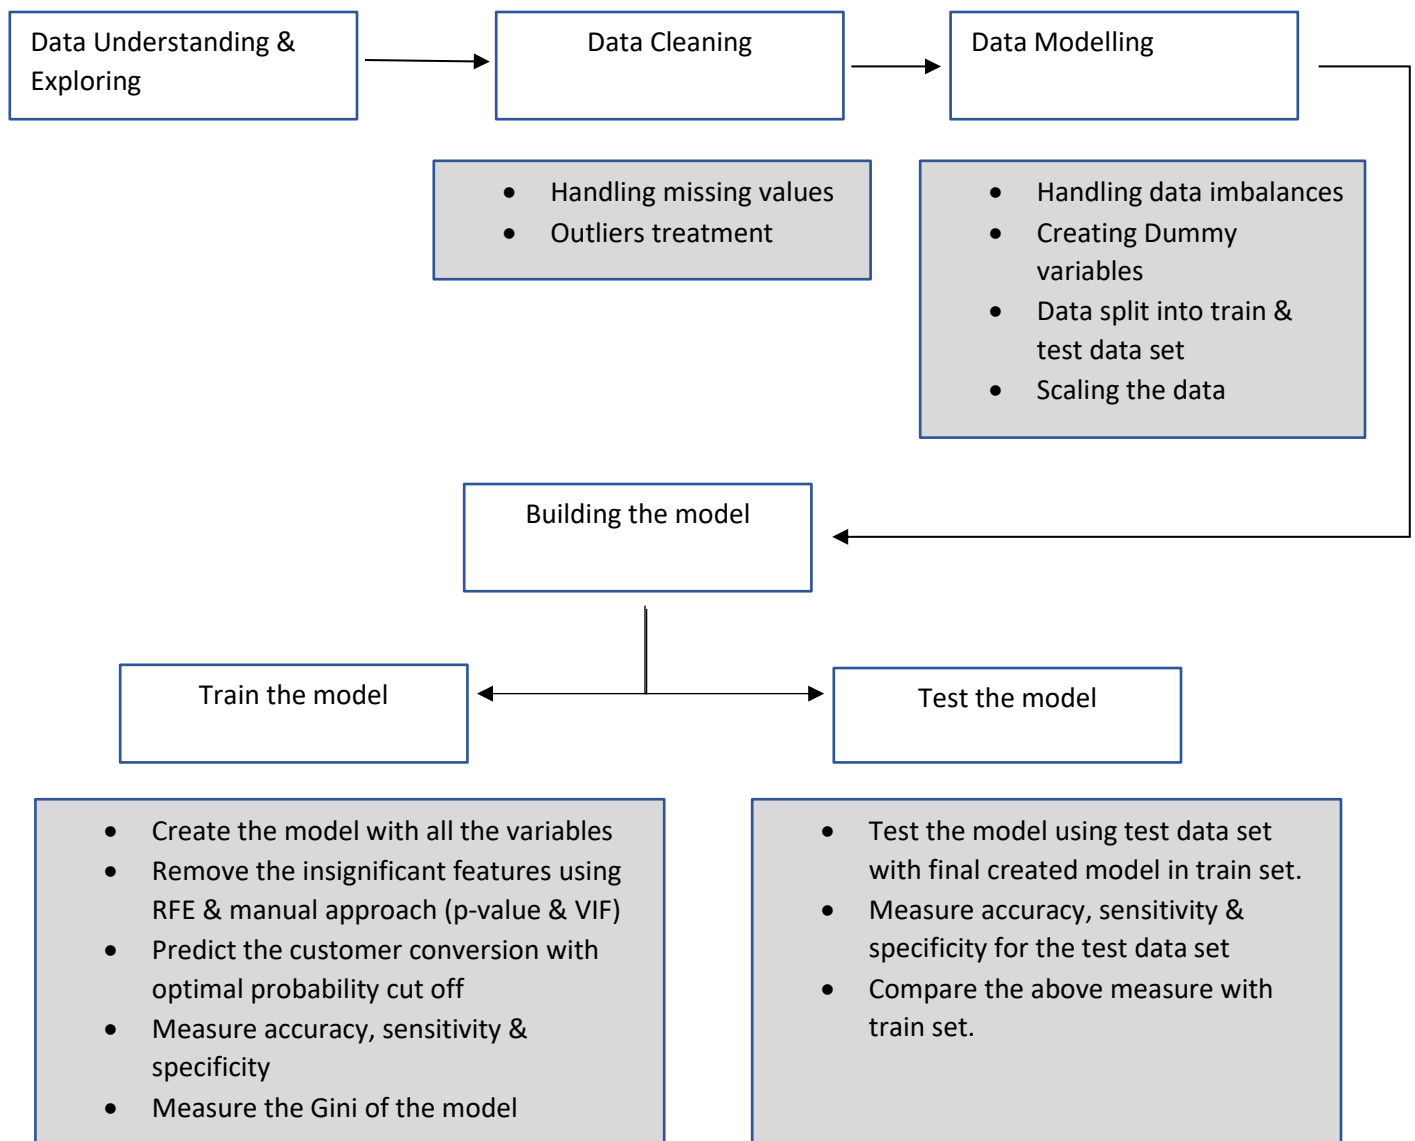 Data Understanding &
Exploring
Data Cleaning
Data Modelling
• Handling missing values
• Outliers treatment
• Handling data imbalances
• Creating Dummy
variables
• Data split into train &
test data set
• Scaling the data
Building the model
Train the model
Test the model
• Create the model with all the variables
• Remove the insignificant features using
RFE & manual approach (p-value & VIF)
• Predict the customer conversion with
optimal probability cut off
• Measure accuracy, sensitivity &
specificity
• Measure the Gini of the model
• Test the model using test data set
with final created model in train set.
• Measure accuracy, sensitivity &
specificity for the test data set
• Compare the above measure with
train set.